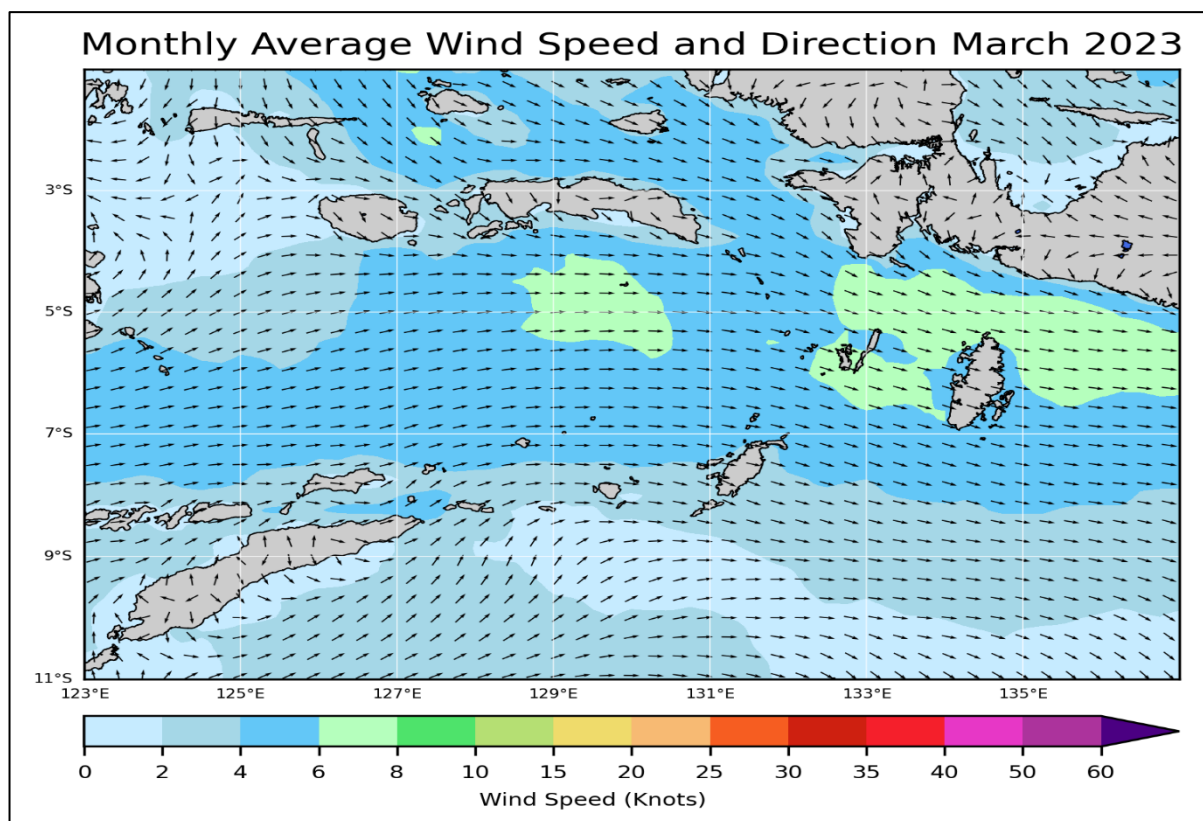 Monthly Average Wind Speed and Direction March 2023
3°S
5°S
7°S
9°S
11°S
123°E 125°E 127°E 129°E 131°E 133°E 135°E
0 2 4 6 8 10 15 20 25 30 35 40 50 60
Wind Speed (Knots)